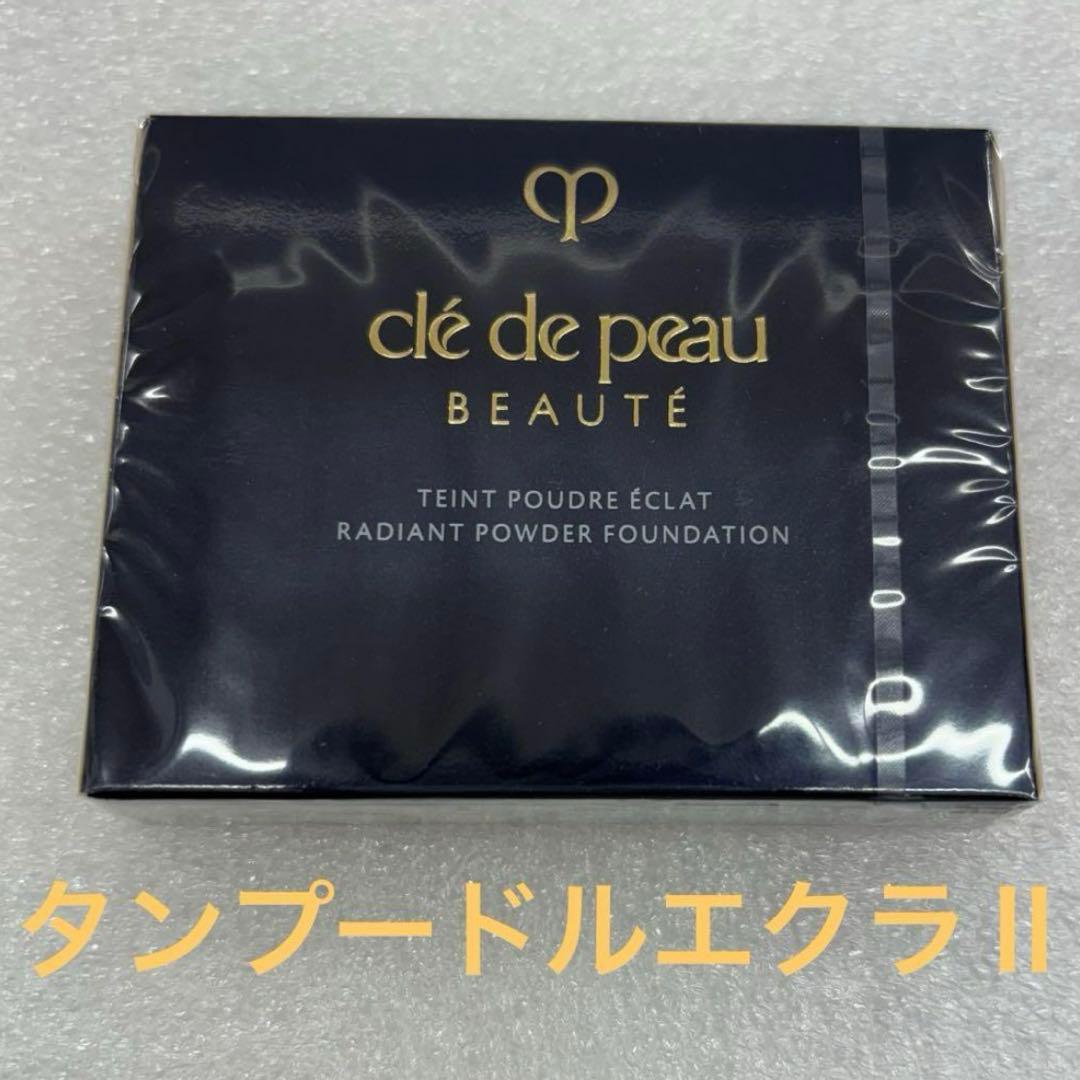 clé de peau
BEAUTÉ
TEINT POUDRE ÉCLAT
RADIANT POWDER FOUNDATION
タンプードルエクラⅡ